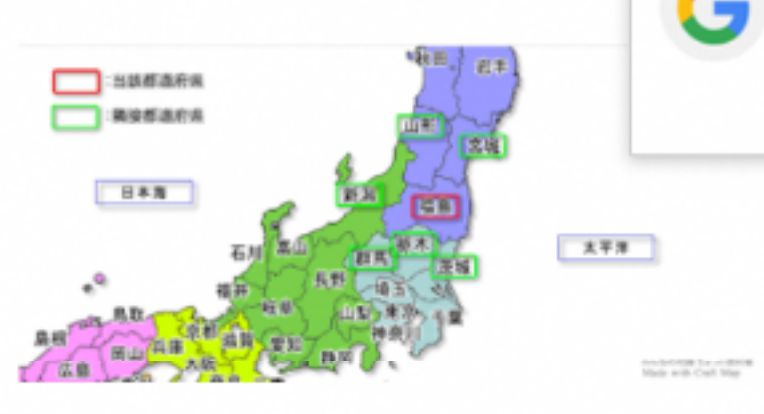 秋田
岩手
：当該都道府県
：隣接都道府県
山形
宮城
日本海
新潟
福島
太平洋
石川
富山
群馬
栃木
茨城
長野
福井
埼玉
岐阜
山梨
東京
千葉
鳥取
島根
京都
滋賀
神奈川
岡山
兵庫
愛知
静岡
広島
大阪
Made with Craft Map